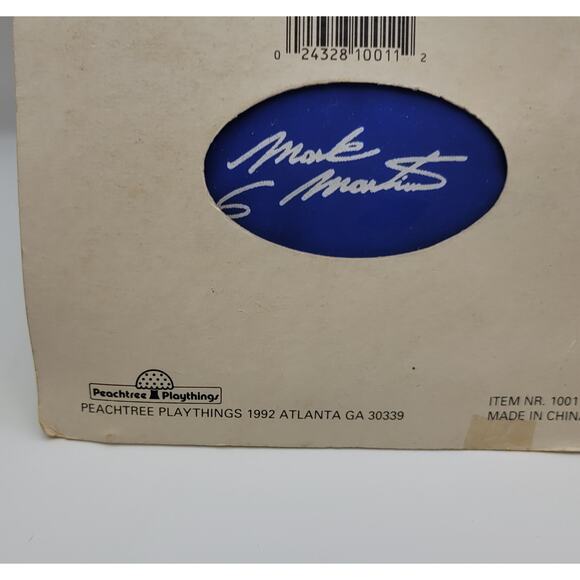 0 24328 10011 2
Mark
6 Martin
Peachtree Playthings
PEACHTREE PLAYTHINGS 1992 ATLANTA GA 30339
ITEM NR. 1001
MADE IN CHINA